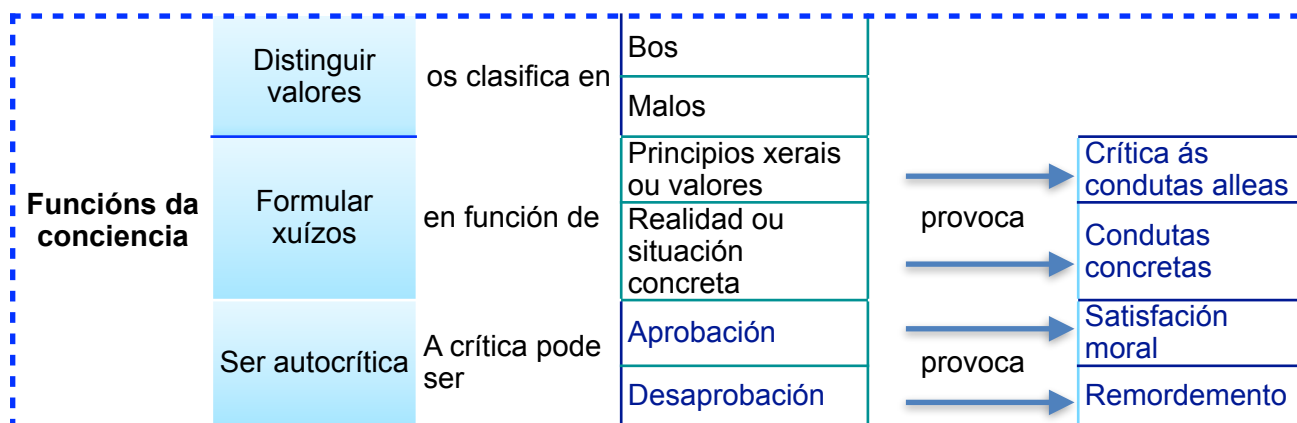 Funcións da
conciencia
Distinguir
valores
os clasifica en
Bos
Malos
Formular
xuízos
en función de
Principios xerais
ou valores
Realidad ou
situación
concreta
provoca
Crítica ás
condutas alleas
Condutas
concretas
Ser autocrítica
A crítica pode
ser
Aprobación
Desaprobación
provoca
Satisfación
moral
Remordemento